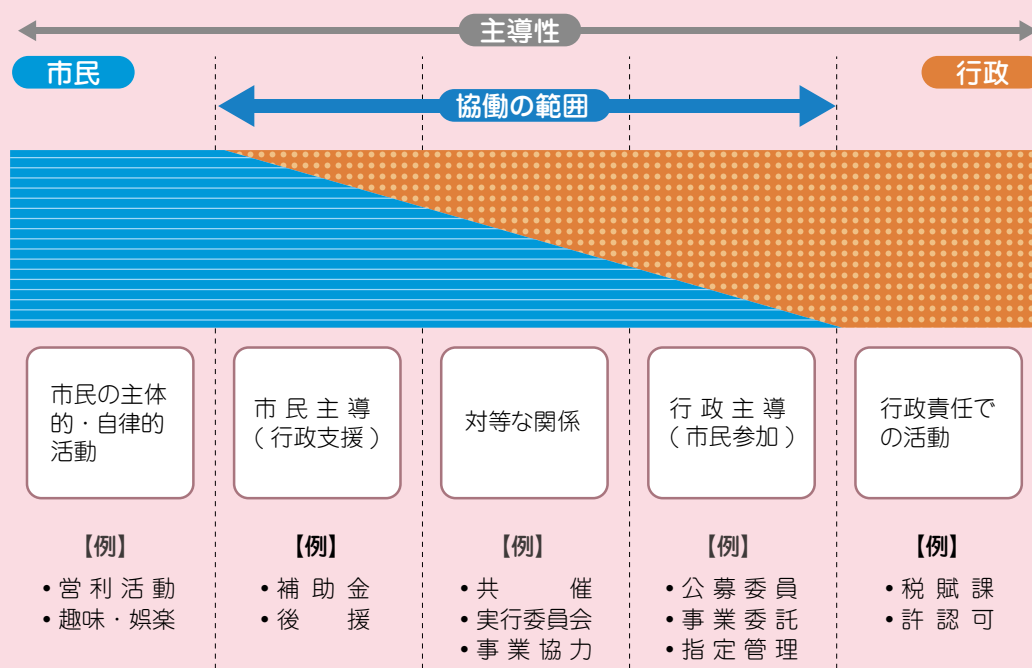 主導性
市民
行政
協働の範囲
市民の主体
的・自律的
活動
市民主導
(行政支援)
対等な関係
行政主導
(市民参加)
行政責任で
の活動
【例】
•営利活動
•趣味・娯楽
【例】
•補助金
•後　援
【例】
•共　催
•実行委員会
•事業協力
【例】
•公募委員
•事業委託
•指定管理
【例】
•税賦課
•許認可